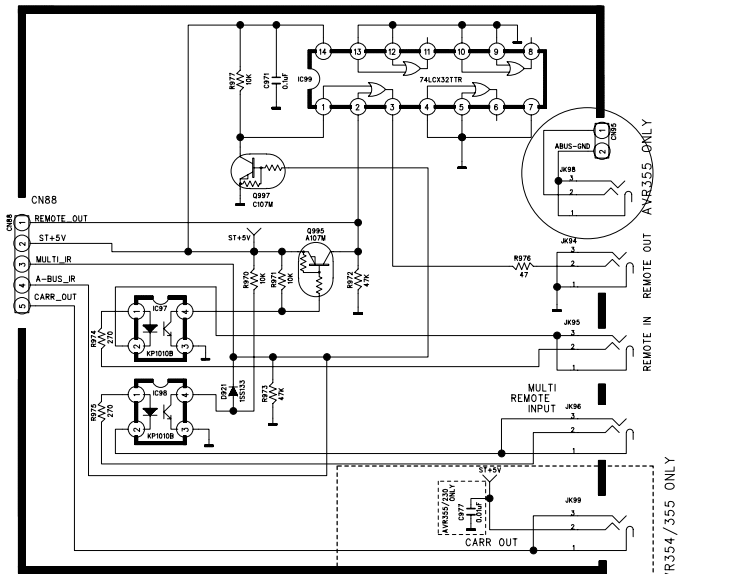 14 13 12 11 10 9 8
R977 10K
C971 0.1uF
IC99
74LCX32TTR
1 2 3 4 5 6 7
1
2
CN95
ABUS-GND
JK98
3
2
1
AVR355 ONLY
Q997
C107M
CN88
CN88
1 REMOTE_OUT
2 ST+5V
3 MULTI_IR
4 A-BUS_IR
5 CARR_OUT
ST+5V
Q995
A107M
R970 10K
R971 10K
R972 47K
R976
47
JK94
3
2
1
REMOTE OUT
1 IC97 4
2 KP1010B 3
R974 270
JK95
3
2
1
REMOTE IN
1 IC98 4
2 KP1010B 3
R975 270
D921 1SS133
R973 47K
MULTI
REMOTE
INPUT
JK96
3
2
1
ST+5V
AVR355/230
ONLY
C977 0.01uF
CARR OUT
JK99
3
2
1
R354/355 ONLY